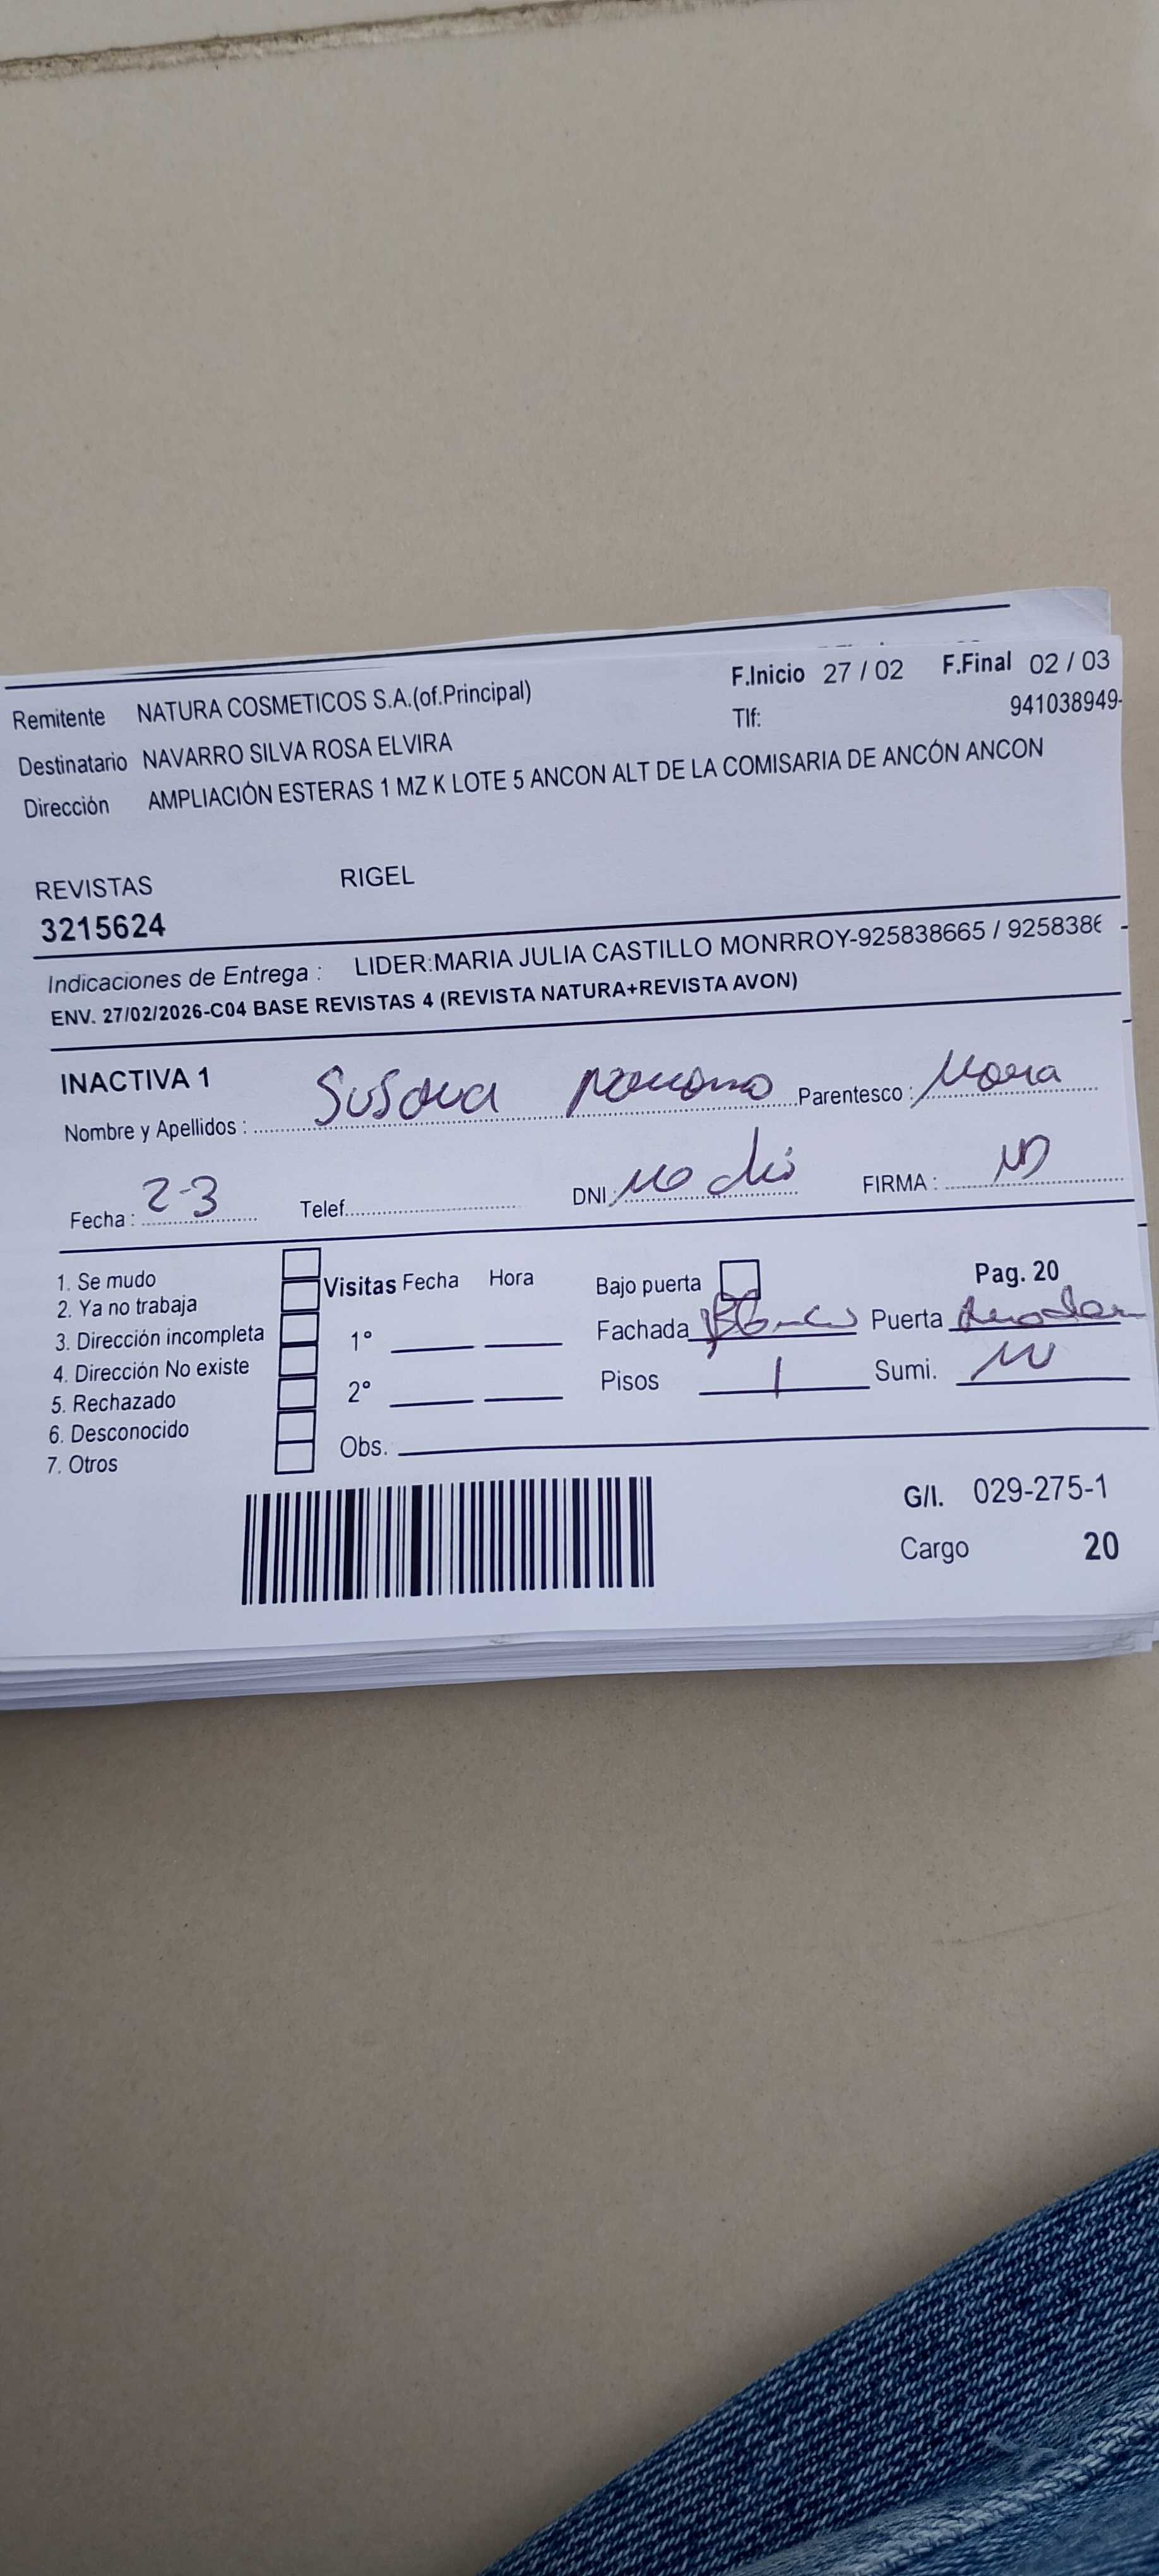 F.Inicio 27 / 02 F.Final 02 / 03
Remitente NATURA COSMETICOS S.A.(of.Principal)
Tlf: 941038949-
Destinatario NAVARRO SILVA ROSA ELVIRA
Dirección AMPLIACIÓN ESTERAS 1 MZ K LOTE 5 ANCON ALT DE LA COMISARIA DE ANCÓN ANCON
REVISTAS RIGEL
3215624
Indicaciones de Entrega : LIDER:MARIA JULIA CASTILLO MONRROY-925838665 / 9258386
ENV. 27/02/2026-C04 BASE REVISTAS 4 (REVISTA NATURA+REVISTA AVON)
INACTIVA 1
Nombre y Apellidos : Susana Parentesco :
Fecha : 2-3 Telef. DNI : no dio FIRMA :
1. Se mudo
2. Ya no trabaja
3. Dirección incompleta
4. Dirección No existe
5. Rechazado
6. Desconocido
7. Otros
Visitas Fecha Hora
1°
2°
Obs.
Bajo puerta Pag. 20
Fachada Blanco Puerta
Pisos 1 Sumi.
G/I. 029-275-1
Cargo 20